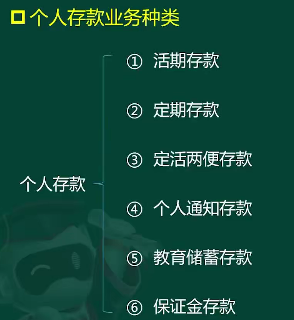 个人存款业务种类
① 活期存款
② 定期存款
③ 定活两便存款
个人存款
④ 个人通知存款
⑤ 教育储蓄存款
⑥ 保证金存款